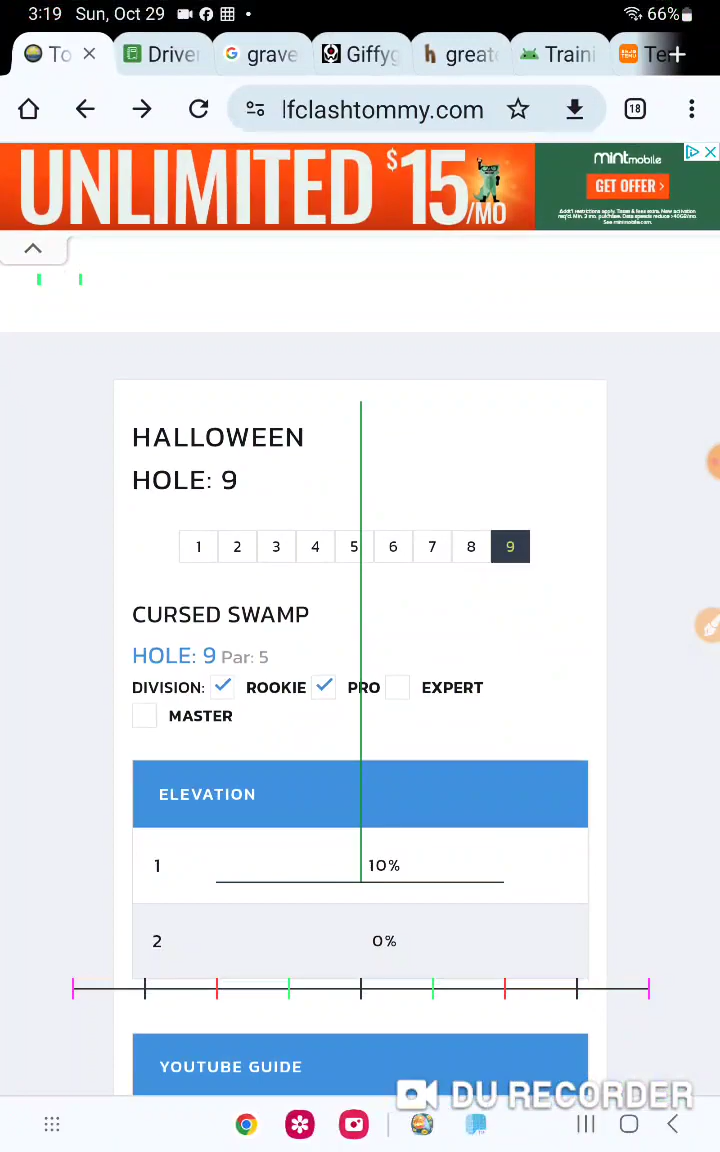 3:19 Sun, Oct 29 66%
To Driver grave Giffyg great Traini Te
lfclashtommy.com 18
UNLIMITED $15/MO
mint mobile
GET OFFER
HALLOWEEN
HOLE: 9
1 2 3 4 5 6 7 8 9
CURSED SWAMP
HOLE: 9 Par: 5
DIVISION: ROOKIE PRO EXPERT
MASTER
ELEVATION
1 10%
2 0%
YOUTUBE GUIDE
DU RECORDER